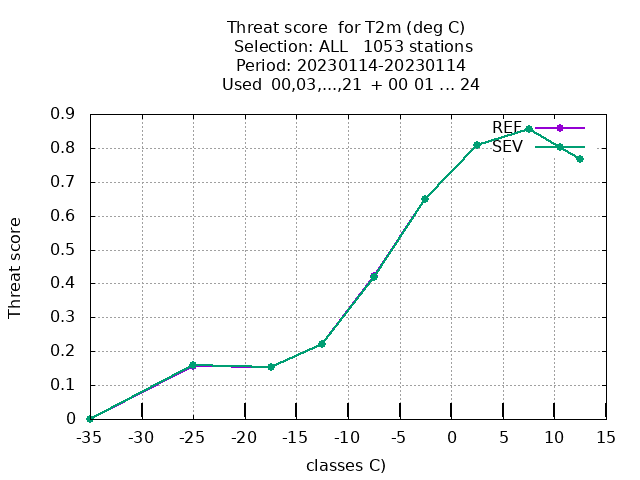 Threat score  for T2m (deg C)
Selection: ALL   1053 stations
Period: 20230114-20230114
Used  00,03,...,21  + 00 01 ... 24
Threat score
0.9
0.8
0.7
0.6
0.5
0.4
0.3
0.2
0.1
0
REF
SEV
-35 -30 -25 -20 -15 -10 -5 0 5 10 15
classes C)